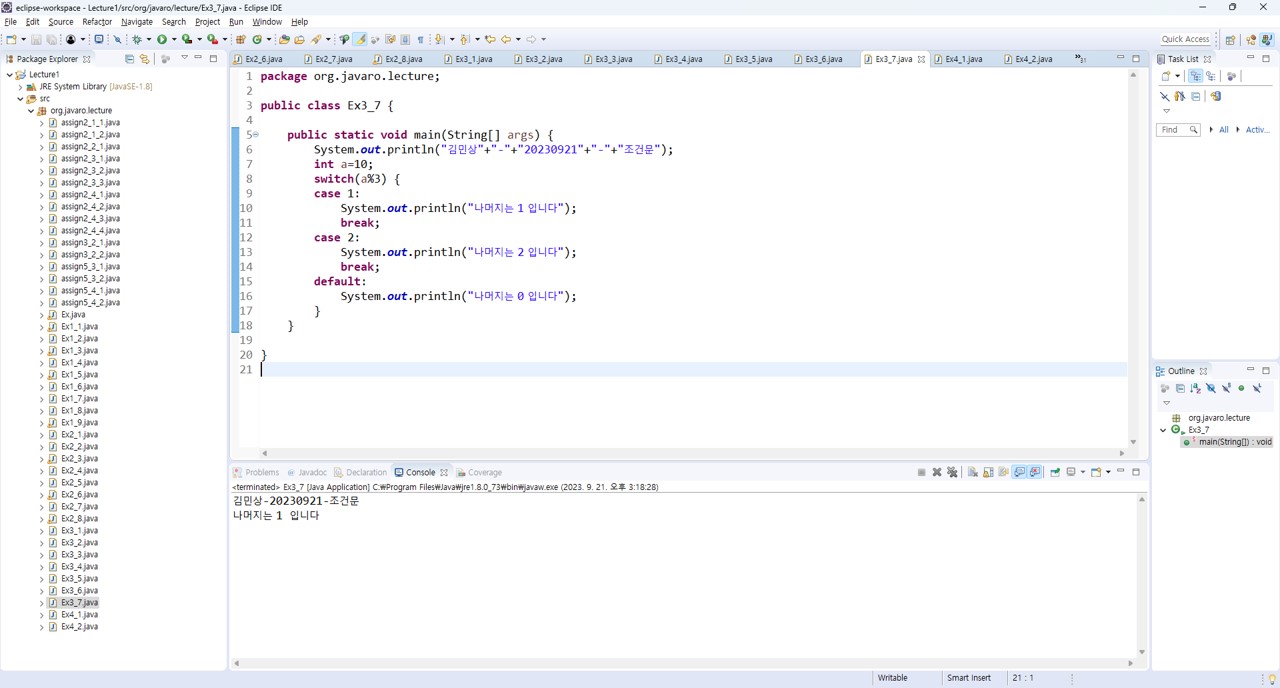 eclipse-workspace - Lecture1/src/org/javaro/lecture/Ex3_7.java - Eclipse IDE
File Edit Source Refactor Navigate Search Project Run Window Help
Quick Access
Package Explorer
Lecture1
JRE System Library [JavaSE-1.8]
src
org.javaro.lecture
assign2_1_1.java
assign2_1_2.java
assign2_2_1.java
assign2_3_1.java
assign2_3_2.java
assign2_3_3.java
assign2_4_1.java
assign2_4_2.java
assign2_4_3.java
assign2_4_4.java
assign3_2_1.java
assign3_2_2.java
assign5_3_1.java
assign5_3_2.java
assign5_4_1.java
assign5_4_2.java
Ex.java
Ex1_1.java
Ex1_2.java
Ex1_3.java
Ex1_4.java
Ex1_5.java
Ex1_6.java
Ex1_7.java
Ex1_8.java
Ex1_9.java
Ex2_1.java
Ex2_2.java
Ex2_3.java
Ex2_4.java
Ex2_5.java
Ex2_6.java
Ex2_7.java
Ex2_8.java
Ex3_1.java
Ex3_2.java
Ex3_3.java
Ex3_4.java
Ex3_5.java
Ex3_6.java
Ex3_7.java
Ex4_1.java
Ex4_2.java
Ex2_6.java Ex2_7.java Ex2_8.java Ex3_1.java Ex3_2.java Ex3_3.java Ex3_4.java Ex3_5.java Ex3_6.java Ex3_7.java Ex4_1.java Ex4_2.java »31
1 package org.javaro.lecture;
2
3 public class Ex3_7 {
4
5 public static void main(String[] args) {
6 System.out.println("김민상"+"-"+"20230921"+"-"+"조건문");
7 int a=10;
8 switch(a%3) {
9 case 1:
10 System.out.println("나머지는 1 입니다");
11 break;
12 case 2:
13 System.out.println("나머지는 2 입니다");
14 break;
15 default:
16 System.out.println("나머지는 0 입니다");
17 }
18 }
19
20 }
21
Problems Javadoc Declaration Console Coverage
<terminated> Ex3_7 [Java Application] C:₩Program Files₩Java₩jre1.8.0_73₩bin₩javaw.exe (2023. 9. 21. 오후 3:18:28)
김민상-20230921-조건문
나머지는 1 입니다
Task List
Find All Activ...
Outline
org.javaro.lecture
Ex3_7
main(String[]) : void
Writable Smart Insert 21 : 1